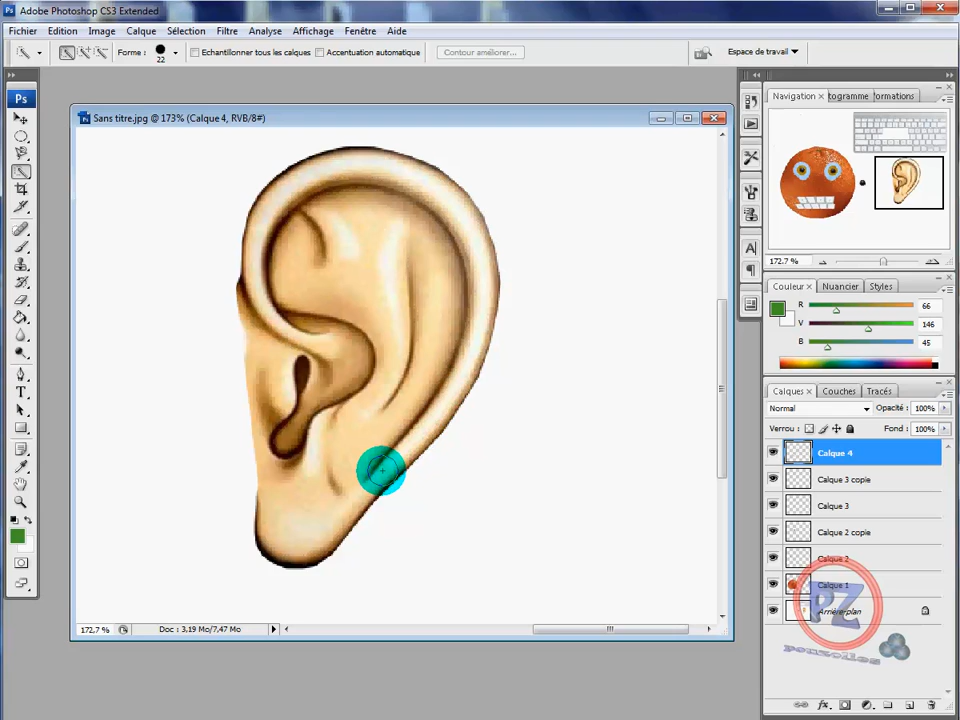 Adobe Photoshop CS3 Extended
Fichier Edition Image Calque Sélection Filtre Analyse Affichage Fenêtre Aide
Forme : 22 Echantillonner tous les calques Accentuation automatique Contour améliorer... Espace de travail
Ps
Sans titre.jpg @ 173% (Calque 4, RVB/8#)
Navigation togramme formations
172.7 %
Couleur Nuancier Styles
R 66
V 146
B 45
Calques Couches Tracés
Normal Opacité : 100%
Verrou : Fond : 100%
Calque 4
Calque 3 copie
Calque 3
Calque 2 copie
Calque 2
Calque 1
Arrière-plan
PZ
172,7% Doc : 3,19 Mo/7,47 Mo